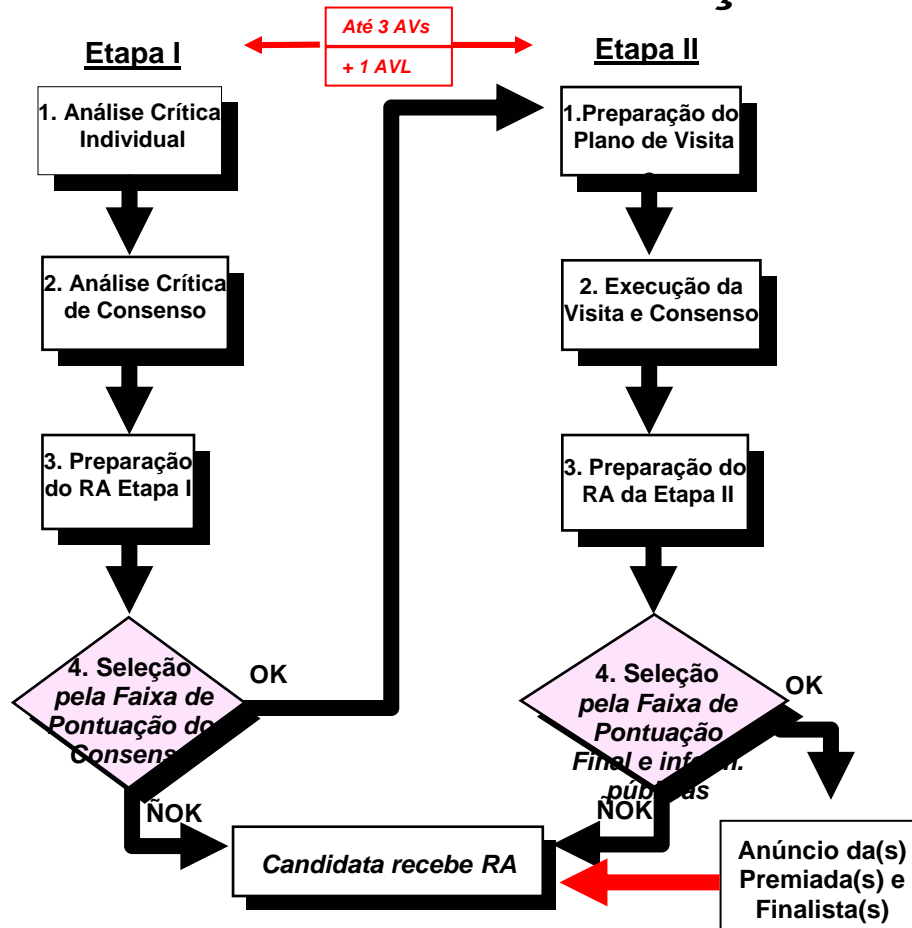 Até 3 AVs
+ 1 AVL
Etapa I
1. Análise Crítica
Individual
2. Análise Crítica
de Consenso
3. Preparação
do RA Etapa I
4. Seleção
pela Faixa de
Pontuação do
Consenso
OK
ÑOK
Etapa II
1.Preparação do
Plano de Visita
2. Execução da
Visita e Consenso
3. Preparação do
RA da Etapa II
4. Seleção
pela Faixa de
Pontuação
Final e inform.
públicas
OK
ÑOK
Candidata recebe RA
Anúncio da(s)
Premiada(s) e
Finalista(s)